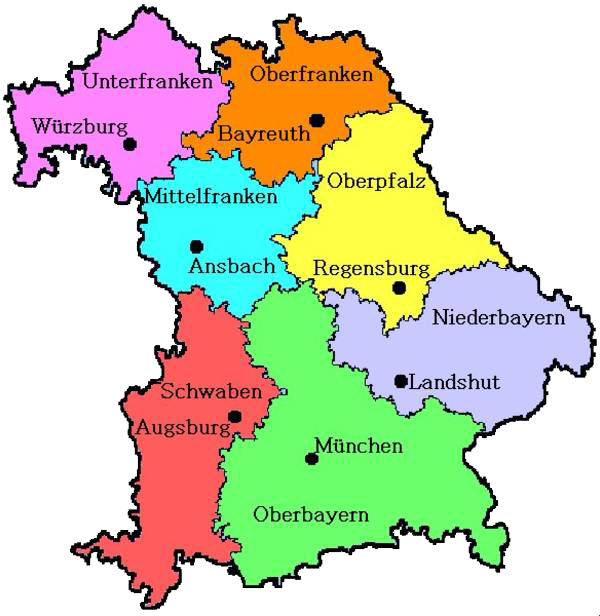 Oberfranken
Unterfranken
Würzburg
Bayreuth
Oberpfalz
Mittelfranken
Ansbach
Regensburg
Niederbayern
Landshut
Schwaben
Augsburg
München
Oberbayern